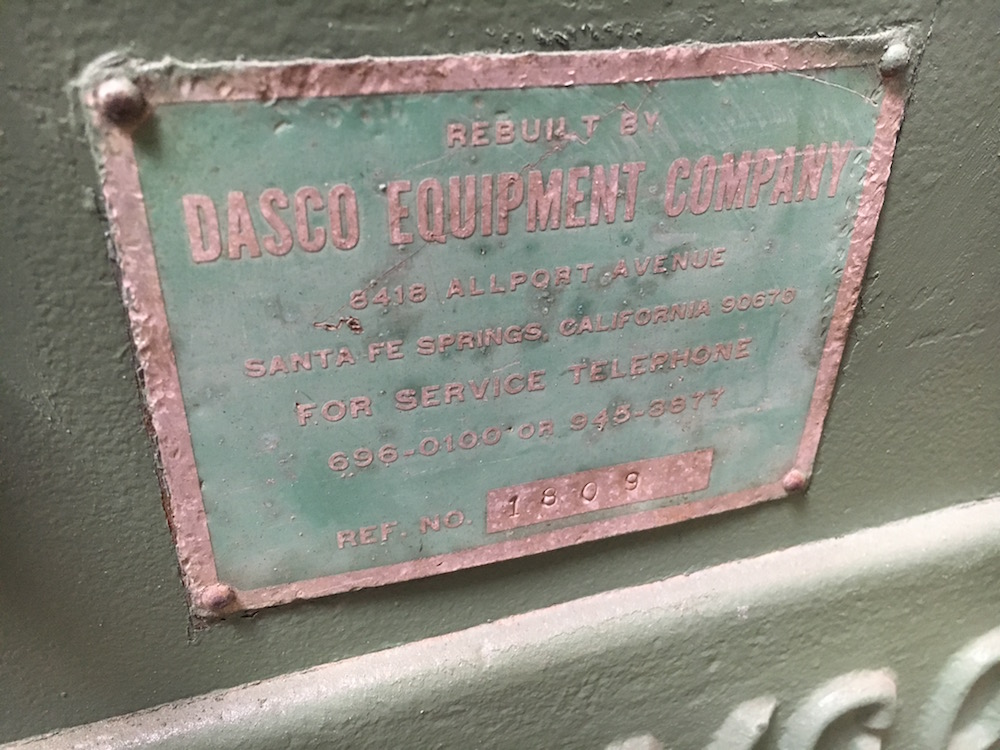 REBUILT BY
DASCO EQUIPMENT COMPANY
8418 ALLPORT AVENUE
SANTA FE SPRINGS, CALIFORNIA 90670
FOR SERVICE TELEPHONE
696-0100 OR 945-3677
REF. NO. 1809